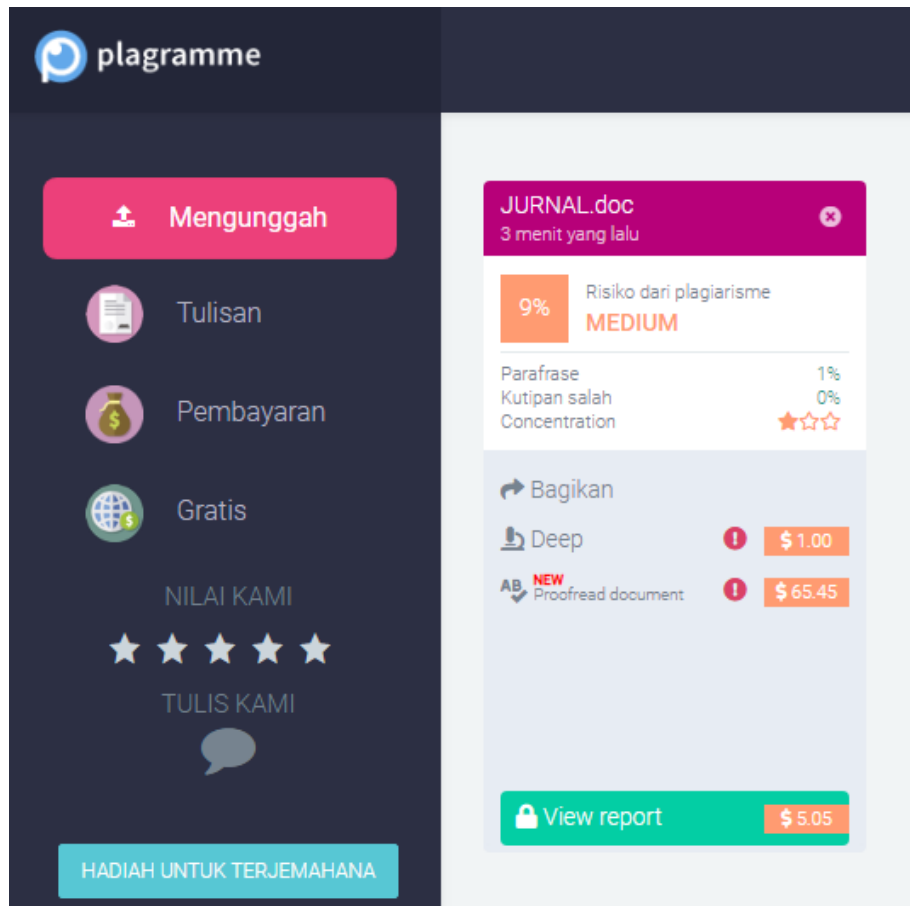 plagramme
Mengunggah
Tulisan
Pembayaran
Gratis
NILAI KAMI
TULIS KAMI
HADIAH UNTUK TERJEMAHANA
JURNAL.doc
3 menit yang lalu
9%
Risiko dari plagiarisme
MEDIUM
Parafrase 1%
Kutipan salah 0%
Concentration
Bagikan
Deep $ 1.00
AB NEW
Proofread document $ 65.45
View report $ 5.05